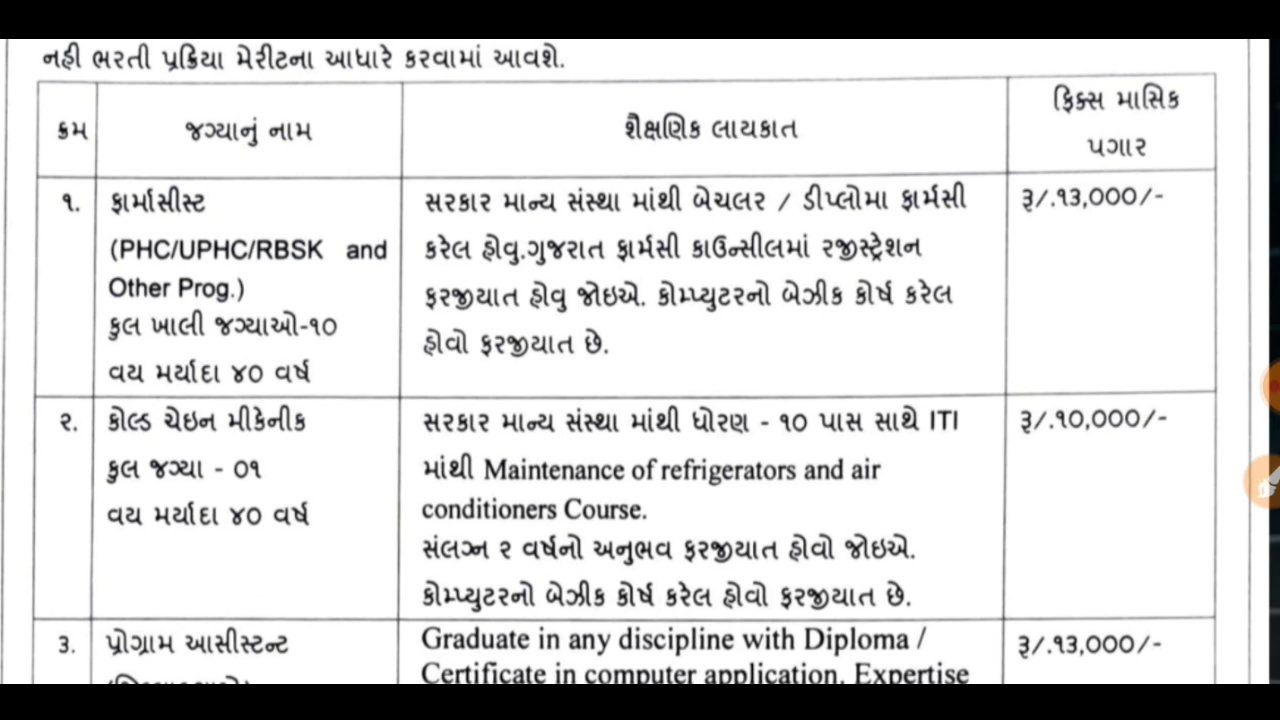 નહી ભરતી પ્રક્રિયા મેરીટના આધારે કરવામાં આવશે.
ક્રમ
જગ્યાનું નામ
શૈક્ષણિક લાયકાત
ફિક્સ માસિક
પગાર
૧.
ફાર્માસીસ્ટ
(PHC/UPHC/RBSK and
Other Prog.)
કુલ ખાલી જગ્યાઓ-૧૦
વય મર્યાદા ૪૦ વર્ષ
સરકાર માન્ય સંસ્થા માંથી બેચલર / ડીપ્લોમા ફાર્મસી
કરેલ હોવુ.ગુજરાત ફાર્મસી કાઉન્સીલમાં રજીસ્ટ્રેશન
ફરજીયાત હોવુ જોઇએ. કોમ્પ્યુટરનો બેઝીક કોર્ષ કરેલ
હોવો ફરજીયાત છે.
રૂ/.૧૩,૦૦૦/-
૨.
કોલ્ડ ચેઇન મીકેનીક
કુલ જગ્યા - ૦૧
વય મર્યાદા ૪૦ વર્ષ
સરકાર માન્ય સંસ્થા માંથી ધોરણ - ૧૦ પાસ સાથે ITI
માંથી Maintenance of refrigerators and air
conditioners Course.
સંલગ્ન ૨ વર્ષનો અનુભવ ફરજીયાત હોવો જોઇએ.
કોમ્પ્યુટરનો બેઝીક કોર્ષ કરેલ હોવો ફરજીયાત છે.
રૂ/.૧૦,૦૦૦/-
૩.
પ્રોગ્રામ આસીસ્ટન્ટ
Graduate in any discipline with Diploma /
Certificate in computer application. Expertise
રૂ/.૧૩,૦૦૦/-